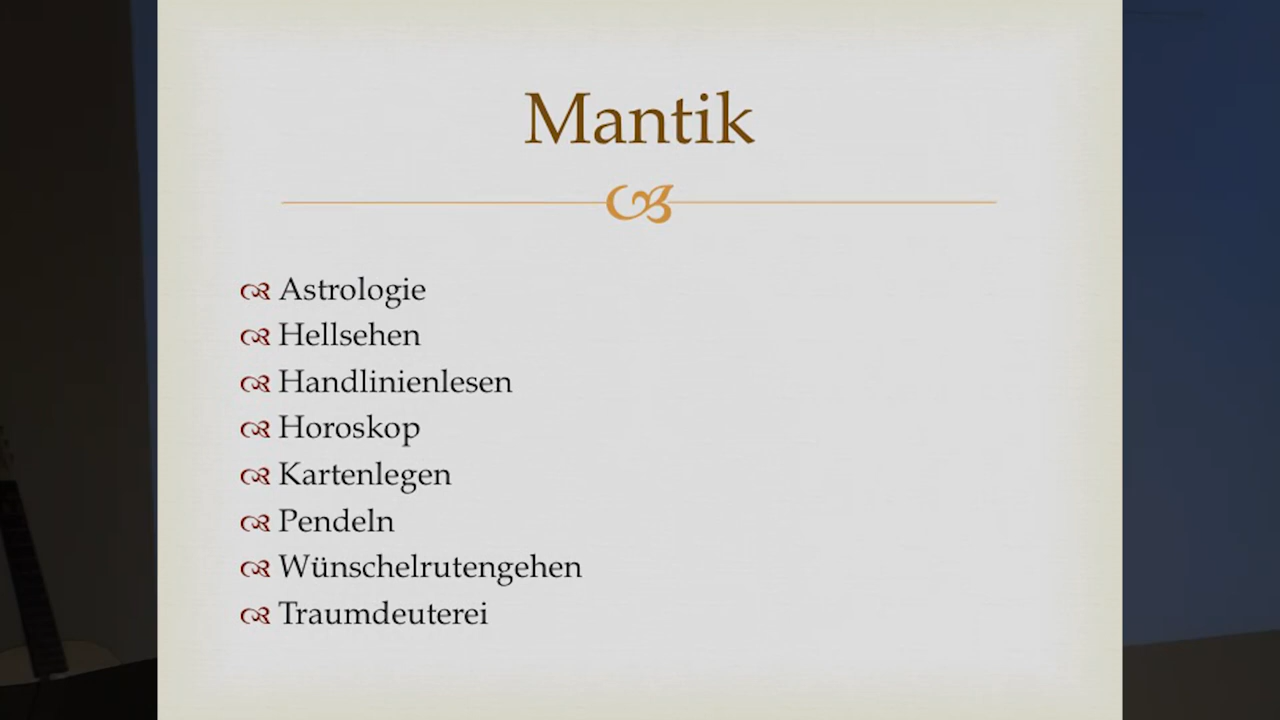 Mantik
Astrologie
Hellsehen
Handlinienlesen
Horoskop
Kartenlegen
Pendeln
Wünschelrutengehen
Traumdeuterei